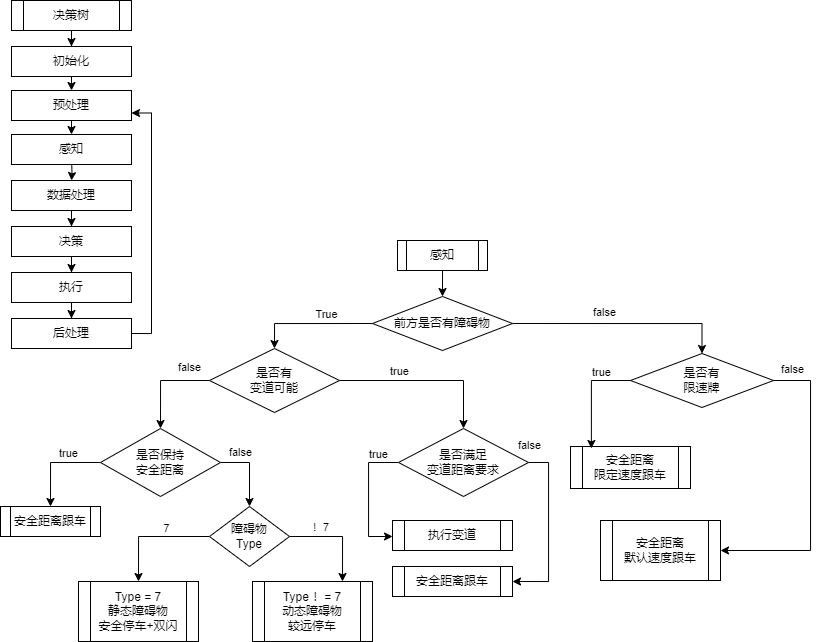 决策树
初始化
预处理
感知
数据处理
决策
执行
后处理
感知
前方是否有障碍物
True
false
是否有
变道可能
是否有
限速牌
false
true
true
false
是否保持
安全距离
是否满足
变道距离要求
安全距离
限定速度跟车
true
false
true
false
安全距离跟车
障碍物
Type
执行变道
安全距离
默认速度跟车
7
！7
安全距离跟车
Type = 7
静态障碍物
安全停车+双闪
Type！= 7
动态障碍物
较远停车